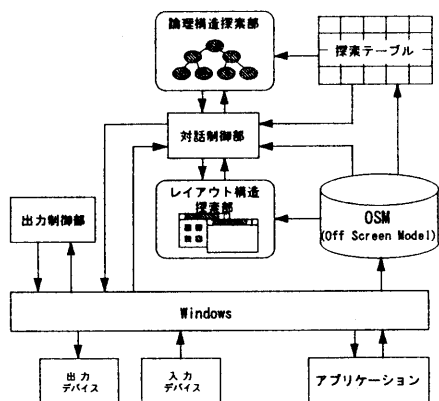 論理構造探索部
探索テーブル
対話制御部
レイアウト構造
探索部
出力制御部
OSM
(Off Screen Model)
Windows
出力
デバイス
入力
デバイス
アプリケーション